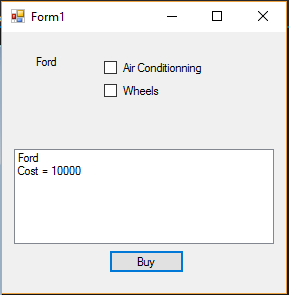 Form1
Ford
Air Conditionning
Wheels
Ford
Cost = 10000
Buy